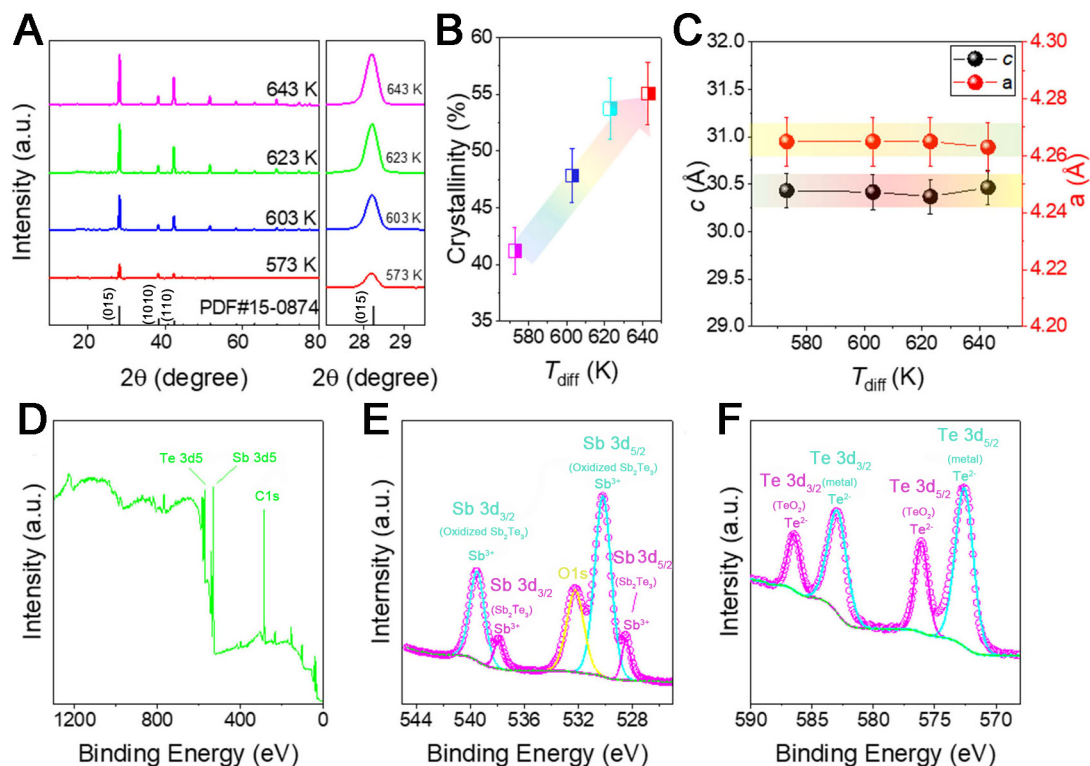 A
Intensity (a.u.)
643 K
623 K
603 K
573 K
PDF#15-0874
(015)
(1010)
(110)
10 20 40 60 80
2θ (degree)
643 K
623 K
603 K
573 K
(015)
28 29
2θ (degree)
B
Crystallinity (%)
60
55
50
45
40
35
580 600 620 640
Tdiff (K)
C
c (Å)
32.0
31.5
31.0
30.5
30.0
29.5
29.0
c
a
4.30
4.28
4.26
4.24
4.22
4.20
a (Å)
580 600 620 640
Tdiff (K)
D
Intensity (a.u.)
Te 3d5
Sb 3d5
C1s
1200 800 400 0
Binding Energy (eV)
E
Intensity (a.u.)
Sb 3d5/2
(Oxidized Sb2Te3)
Sb3+
Sb 3d3/2
(Oxidized Sb2Te3)
Sb3+
Sb 3d3/2
(Sb2Te3)
Sb3+
O1s
Sb 3d5/2
(Sb2Te3)
Sb3+
544 540 536 532 528
Binding Energy (eV)
F
Intensity (a.u.)
Te 3d5/2
(metal)
Te2-
Te 3d3/2
(metal)
Te2-
Te 3d3/2
(TeO2)
Te2-
Te 3d5/2
(TeO2)
Te2-
590 585 580 575 570
Binding Energy (eV)